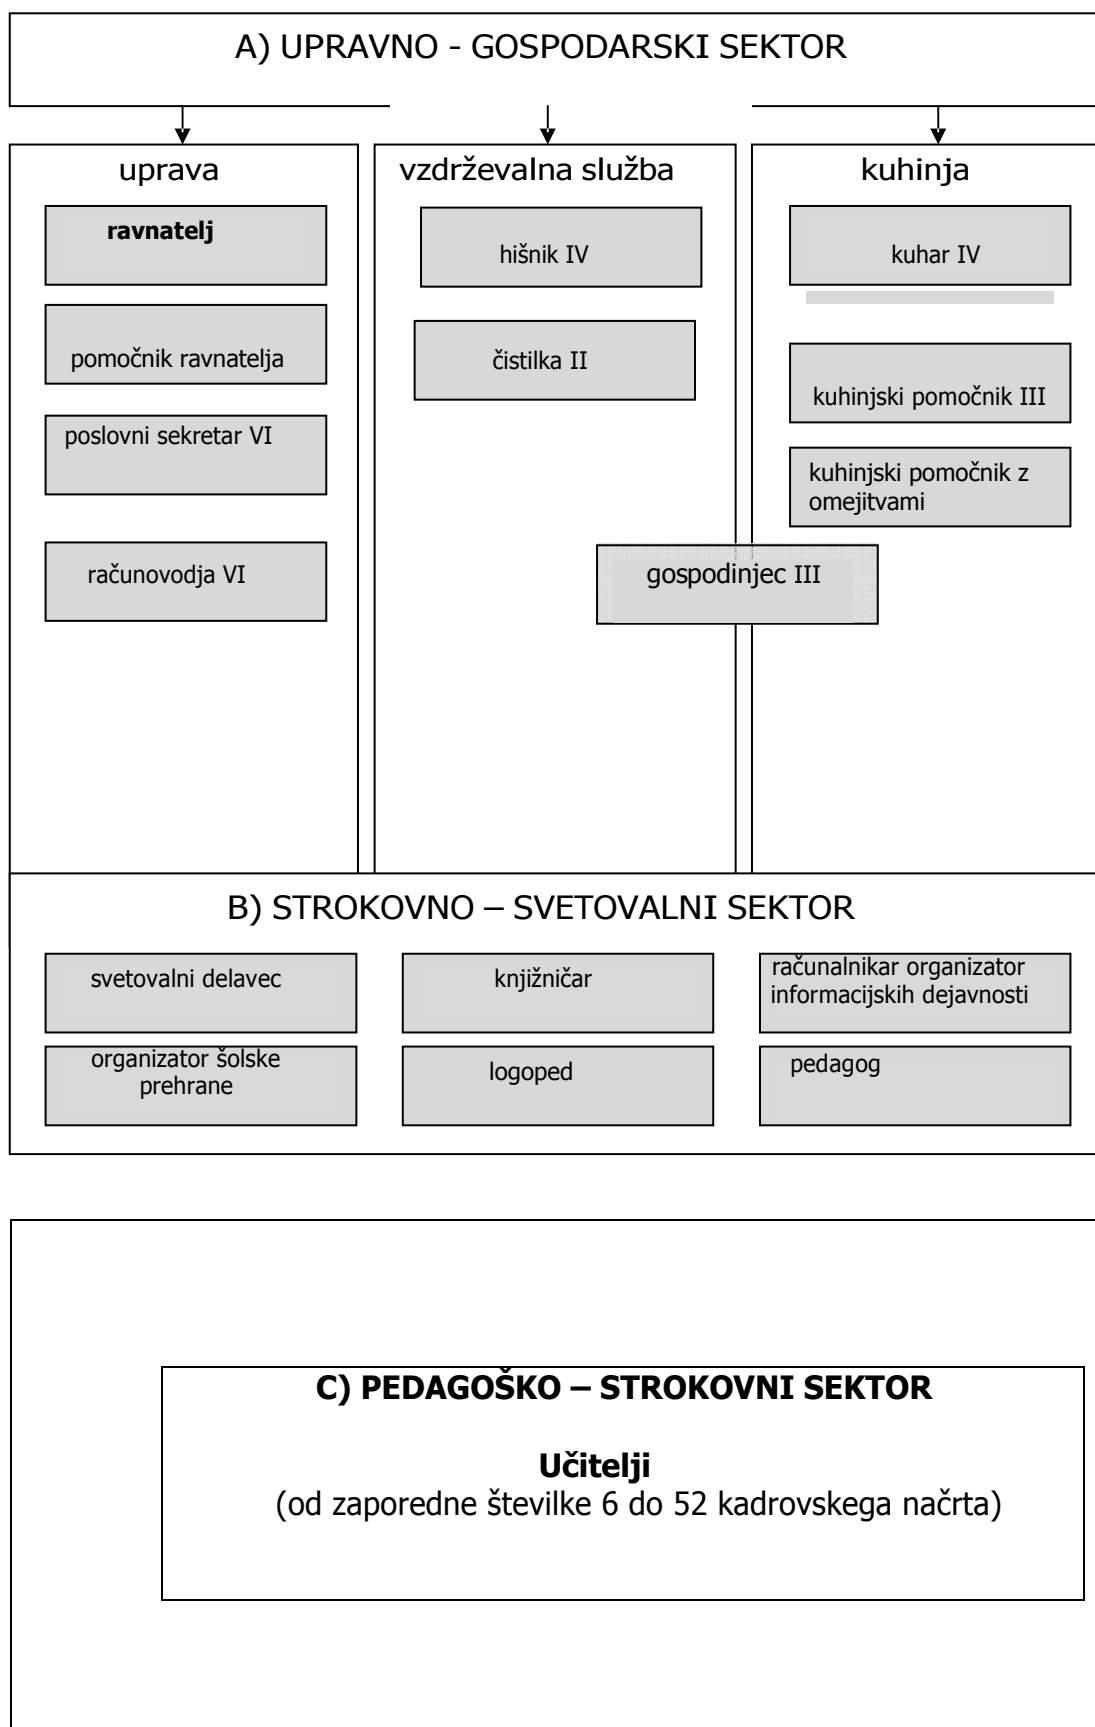 A) UPRAVNO - GOSPODARSKI SEKTOR
uprava
ravnatelj
pomočnik ravnatelja
poslovni sekretar VI
računovodja VI
vzdrževalna služba
hišnik IV
čistilka II
kuhinja
kuhar IV
kuhinjski pomočnik III
kuhinjski pomočnik z
omejitvami
gospodinjec III
B) STROKOVNO – SVETOVALNI SEKTOR
svetovalni delavec
knjižničar
računalnikar organizator
informacijskih dejavnosti
organizator šolske
prehrane
logoped
pedagog
C) PEDAGOŠKO – STROKOVNI SEKTOR
Učitelji
(od zaporedne številke 6 do 52 kadrovskega načrta)